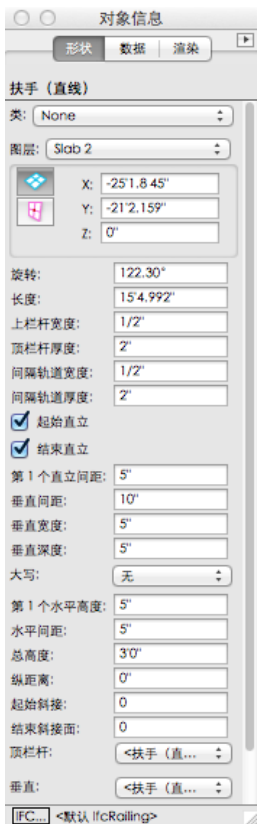 对象信息
形状 数据 渲染
扶手（直线）
类: None
图层: Slab 2
X: -25'1.845"
Y: -21'2.159"
Z: 0"
旋转: 122.30°
长度: 15'4.992"
上栏杆宽度: 1/2"
顶栏杆厚度: 2"
间隔轨道宽度: 1/2"
间隔轨道厚度: 2"
起始直立
结束直立
第 1 个直立间距: 5"
垂直间距: 10"
垂直宽度: 5"
垂直深度: 5"
大写: 无
第 1 个水平高度: 5"
水平间距: 5"
总高度: 3'0"
纵距离: 0"
起始斜接: 0
结束斜接面: 0
顶栏杆: <扶手（直...
垂直: <扶手（直...
IFC... <默认 IfcRailing>